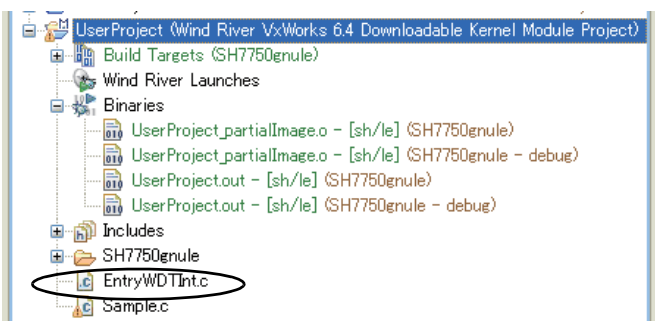 UserProject (Wind River VxWorks 6.4 Downloadable Kernel Module Project)
Build Targets (SH7750gnule)
Wind River Launches
Binaries
UserProject_partialImage.o - [sh/le] (SH7750gnule)
UserProject_partialImage.o - [sh/le] (SH7750gnule - debug)
UserProject.out - [sh/le] (SH7750gnule)
UserProject.out - [sh/le] (SH7750gnule - debug)
Includes
SH7750gnule
EntryWDTInt.c
Sample.c